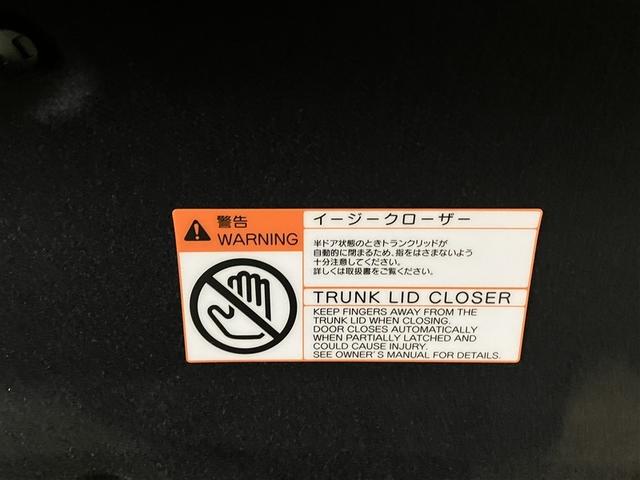 警告
WARNING
イージークローザー
半ドア状態のときトランクリッドが
自動的に閉まるため、指をはさまないよう
十分注意してください。
詳しくは取扱書をご覧ください。
TRUNK LID CLOSER
KEEP FINGERS AWAY FROM THE
TRUNK LID WHEN CLOSING.
DOOR CLOSES AUTOMATICALLY
WHEN PARTIALLY LATCHED AND
COULD CAUSE INJURY.
SEE OWNER'S MANUAL FOR DETAILS.